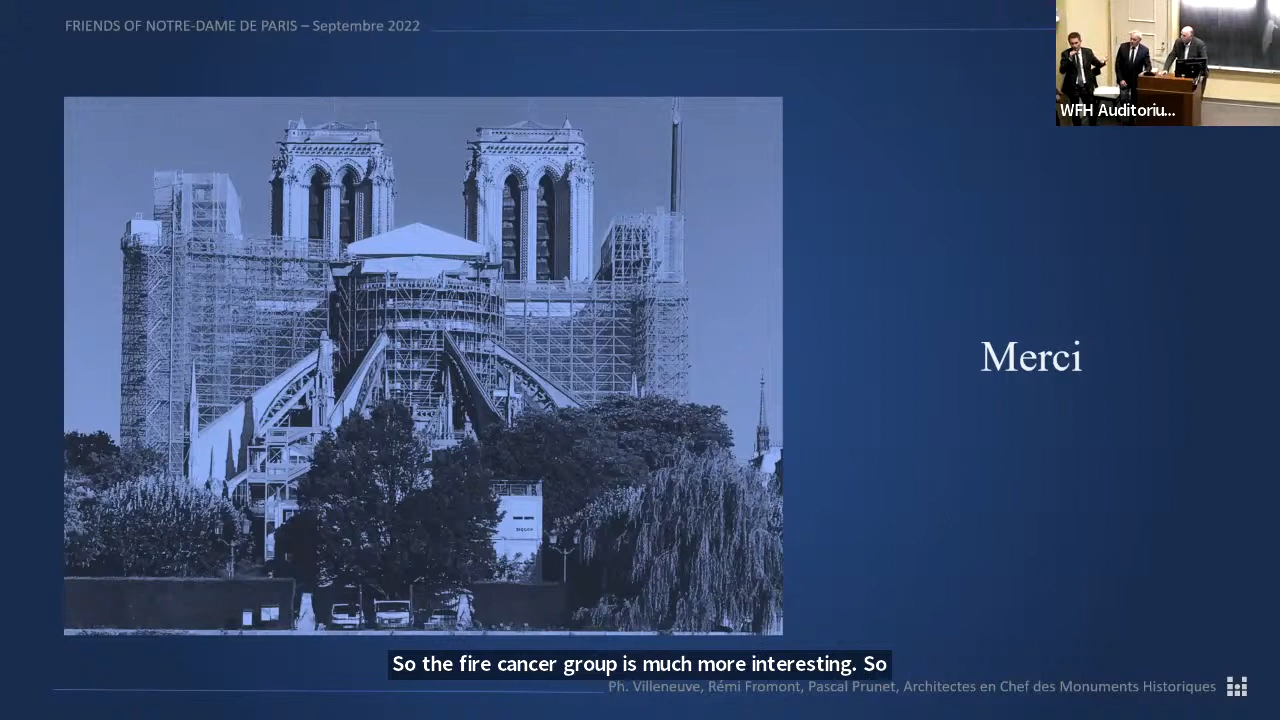 FRIENDS OF NOTRE-DAME DE PARIS – Septembre 2022
WFH Auditoriu...
Merci
So the fire cancer group is much more interesting. So
Ph. Villeneuve, Rémi Fromont, Pascal Prunet, Architectes en Chef des Monuments Historiques